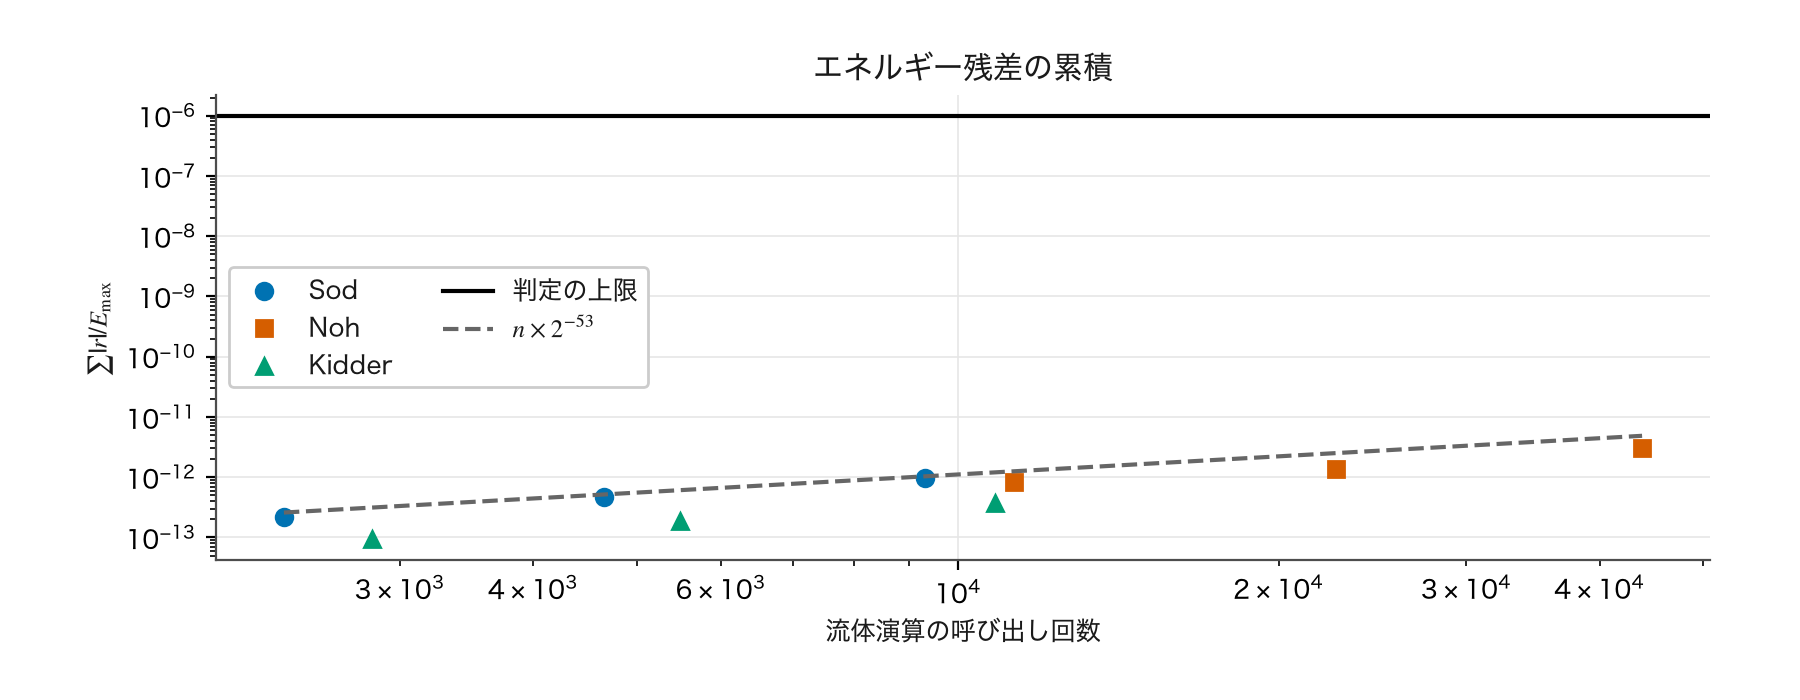 エネルギー残差の累積
10⁻⁶
10⁻⁷
10⁻⁸
10⁻⁹
10⁻¹⁰
10⁻¹¹
10⁻¹²
10⁻¹³
∑|r|/E_max
Sod
Noh
Kidder
判定の上限
n × 2⁻⁵³
3 × 10³
4 × 10³
6 × 10³
10⁴
2 × 10⁴
3 × 10⁴
4 × 10⁴
流体演算の呼び出し回数